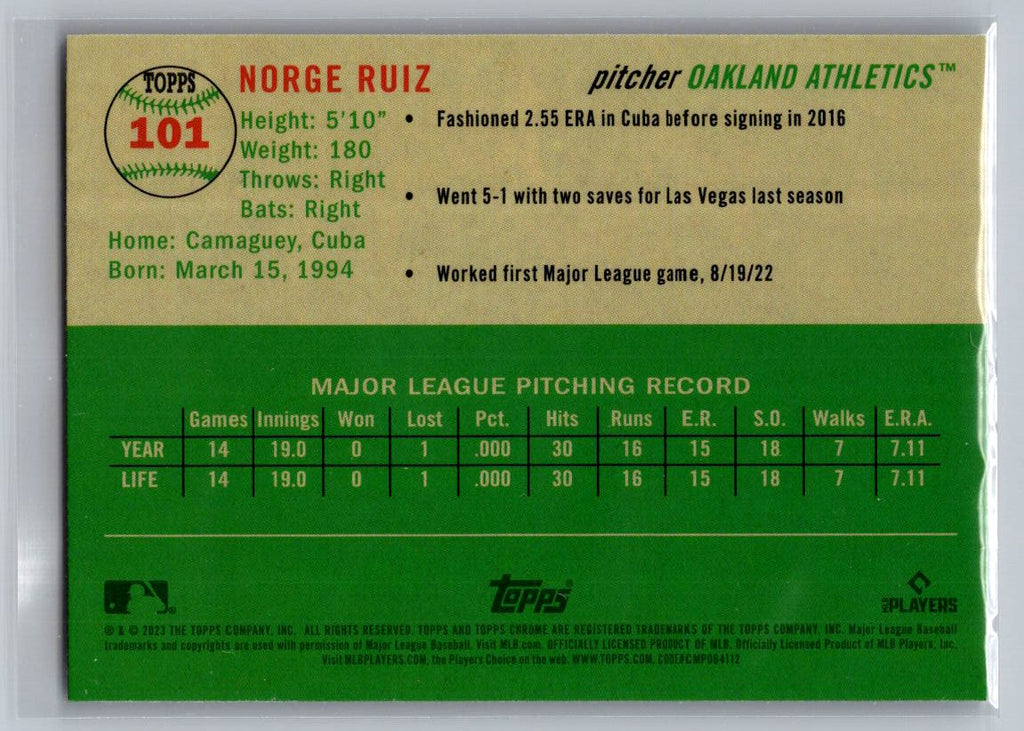 TOPPS
101
NORGE RUIZ
pitcher OAKLAND ATHLETICS™
Height: 5'10"
Weight: 180
Throws: Right
Bats: Right
Home: Camaguey, Cuba
Born: March 15, 1994
• Fashioned 2.55 ERA in Cuba before signing in 2016
• Went 5-1 with two saves for Las Vegas last season
• Worked first Major League game, 8/19/22
MAJOR LEAGUE PITCHING RECORD
Games Innings Won Lost Pct. Hits Runs E.R. S.O. Walks E.R.A.
YEAR 14 19.0 0 1 .000 30 16 15 18 7 7.11
LIFE 14 19.0 0 1 .000 30 16 15 18 7 7.11
topps®
MLB PLAYERS
® & © 2023 THE TOPPS COMPANY, INC. ALL RIGHTS RESERVED. TOPPS AND TOPPS CHROME ARE REGISTERED TRADEMARKS OF THE TOPPS COMPANY, INC. Major League Baseball
trademarks and copyrights are used with permission of Major League Baseball. Visit MLB.com. OFFICIALLY LICENSED PRODUCT OF MLB. Officially Licensed Product of MLB Players, Inc.
Visit MLBPLAYERS.COM, the Players Choice on the web. WWW.TOPPS.COM. CODE#CMP064112